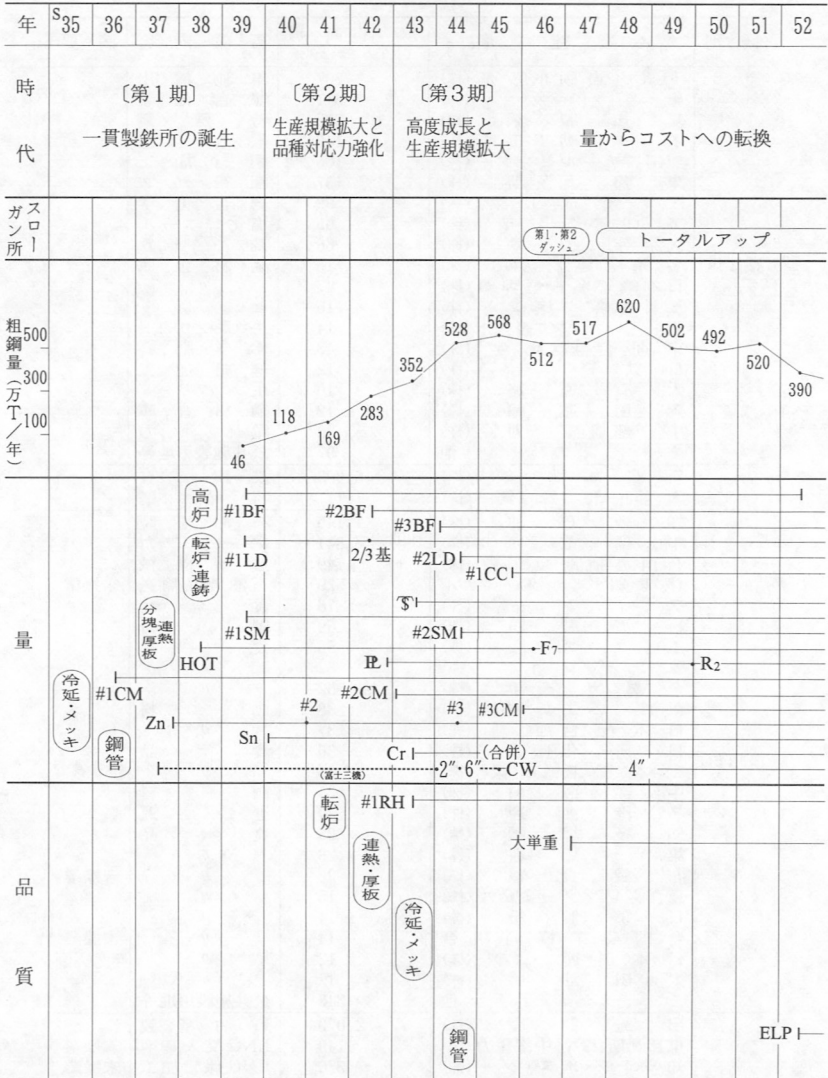 年 S35 36 37 38 39 40 41 42 43 44 45 46 47 48 49 50 51 52
時代
〔第1期〕
一貫製鉄所の誕生
〔第2期〕
生産規模拡大と
品種対応力強化
〔第3期〕
高度成長と
生産規模拡大
量からコストへの転換
スローガン所
第1・第2
ダッシュ
トータルアップ
粗鋼量(万T/年)
500
300
100
46
118
169
283
352
528
568
512
517
620
502
492
520
390
量
高炉
#1BF
#2BF
#3BF
転炉・連鋳
#1LD
2/3基
#2LD
#1CC
分塊・厚板
連熱
#1SM
#2SM
HOT
F7
R2
冷延・メッキ
#1CM
#2CM
#3CM
Zn
#2
#3
Sn
鋼管
Cr
(合併)
(富士三機)
2″・6″
CW
4″
品質
転炉
#1RH
連熱・厚板
大単重
冷延・メッキ
鋼管
ELP